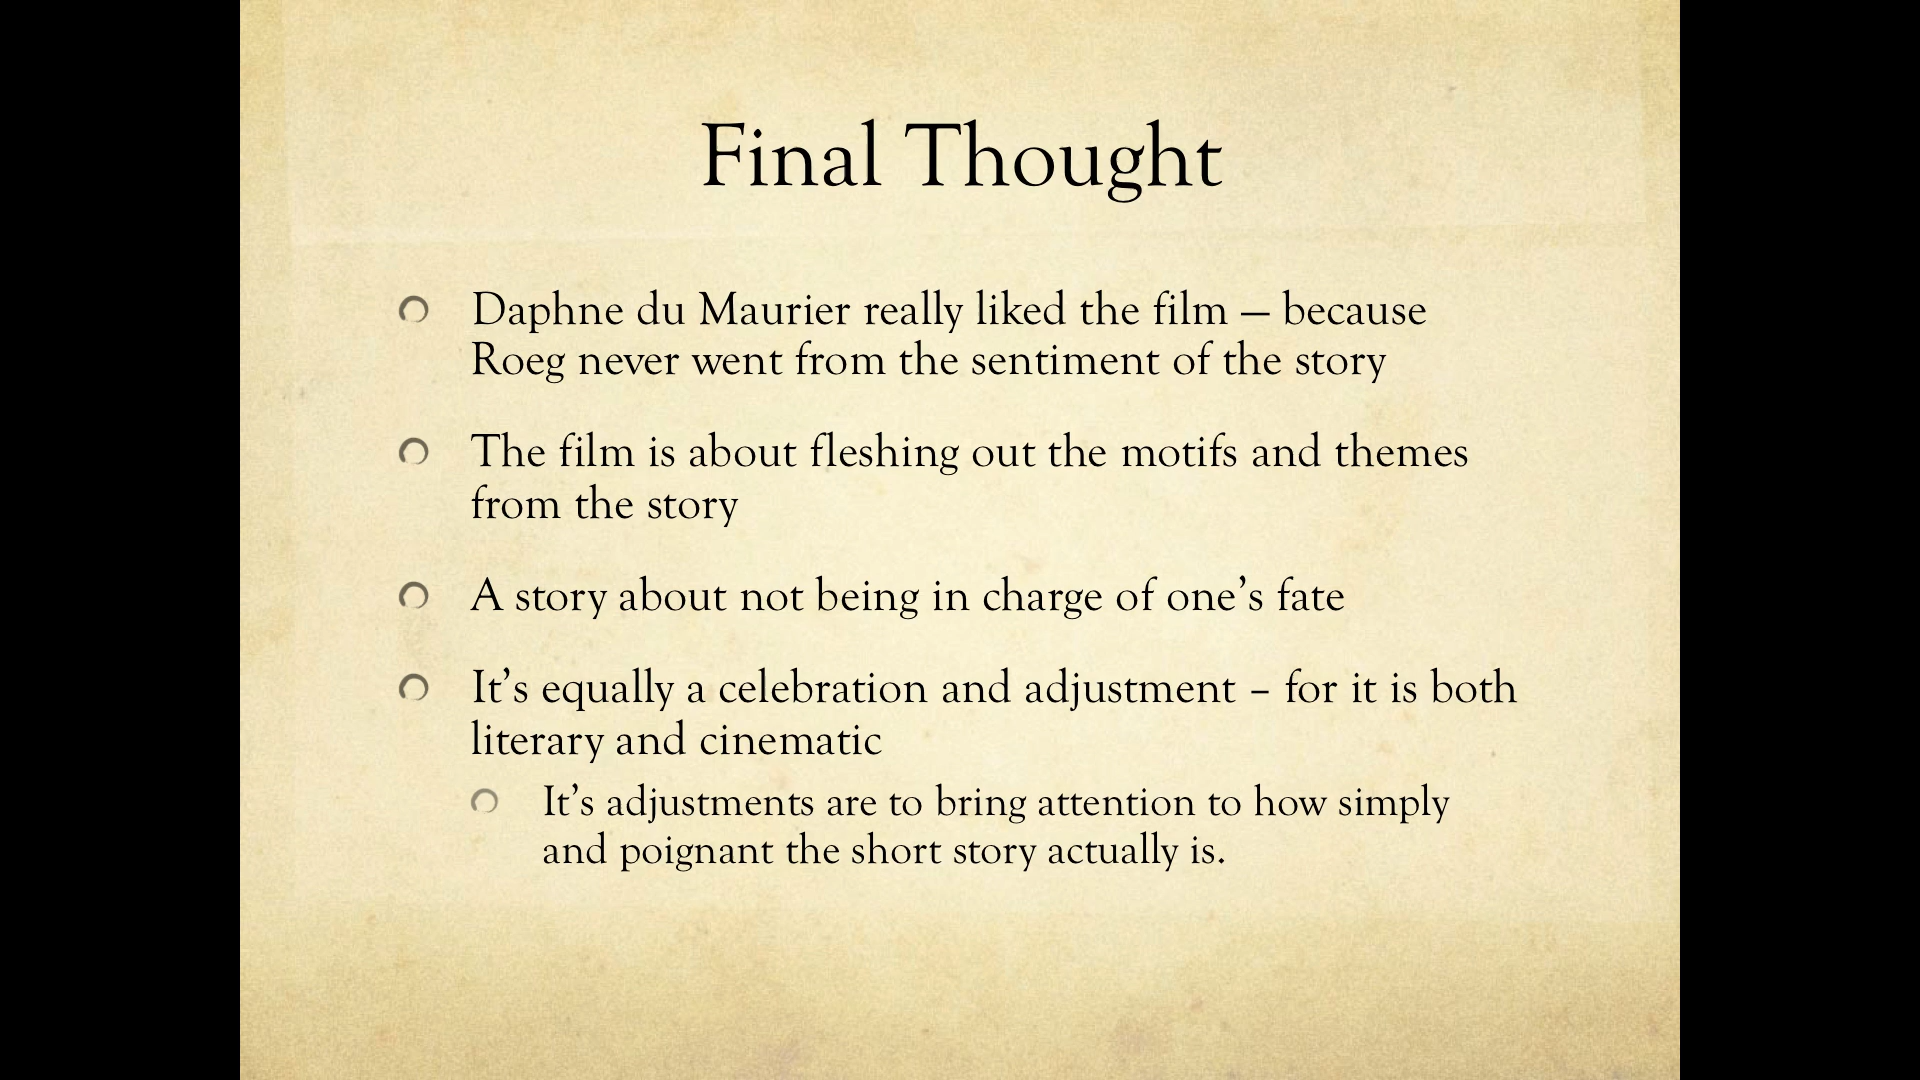 Final Thought
Daphne du Maurier really liked the film — because
Roeg never went from the sentiment of the story
The film is about fleshing out the motifs and themes
from the story
A story about not being in charge of one’s fate
It’s equally a celebration and adjustment – for it is both
literary and cinematic
It’s adjustments are to bring attention to how simply
and poignant the short story actually is.